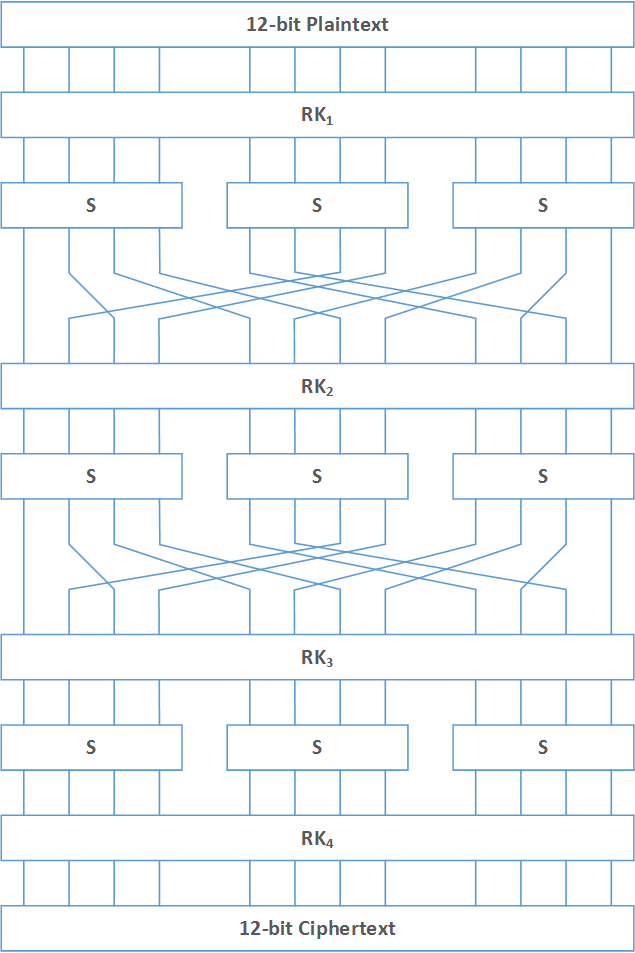 12-bit Plaintext
RK₁
S S S
RK₂
S S S
RK₃
S S S
RK₄
12-bit Ciphertext